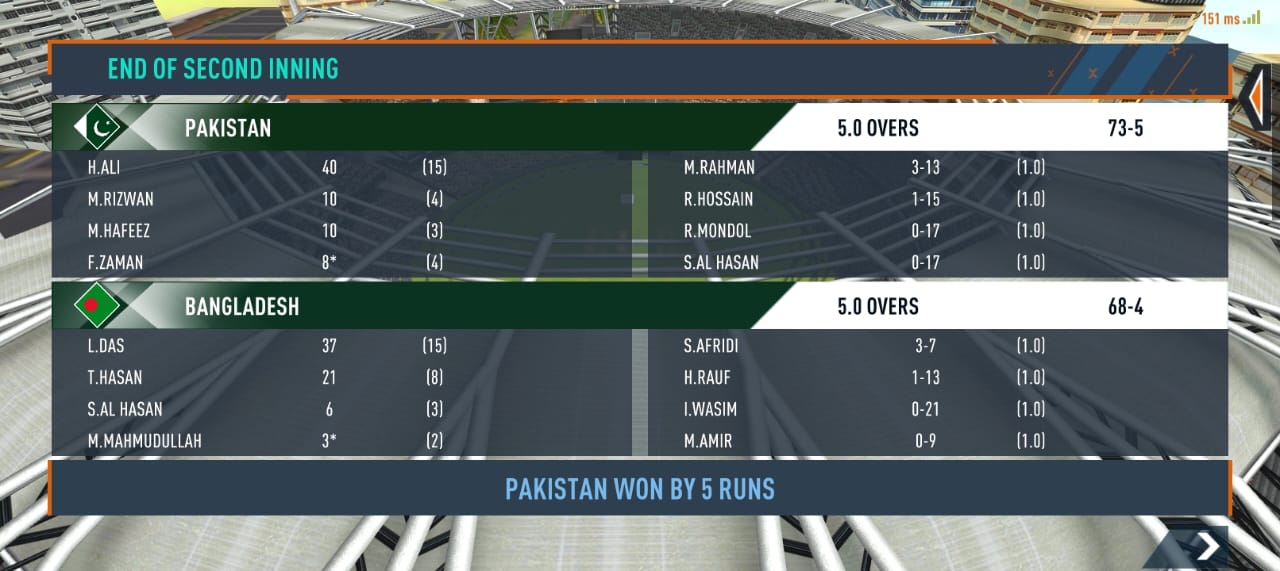 151 ms
END OF SECOND INNING
PAKISTAN 5.0 OVERS 73-5
H.ALI 40 (15) M.RAHMAN 3-13 (1.0)
M.RIZWAN 10 (4) R.HOSSAIN 1-15 (1.0)
M.HAFEEZ 10 (3) R.MONDOL 0-17 (1.0)
F.ZAMAN 8* (4) S.AL HASAN 0-17 (1.0)
BANGLADESH 5.0 OVERS 68-4
L.DAS 37 (15) S.AFRIDI 3-7 (1.0)
T.HASAN 21 (8) H.RAUF 1-13 (1.0)
S.AL HASAN 6 (3) I.WASIM 0-21 (1.0)
M.MAHMUDULLAH 3* (2) M.AMIR 0-9 (1.0)
PAKISTAN WON BY 5 RUNS